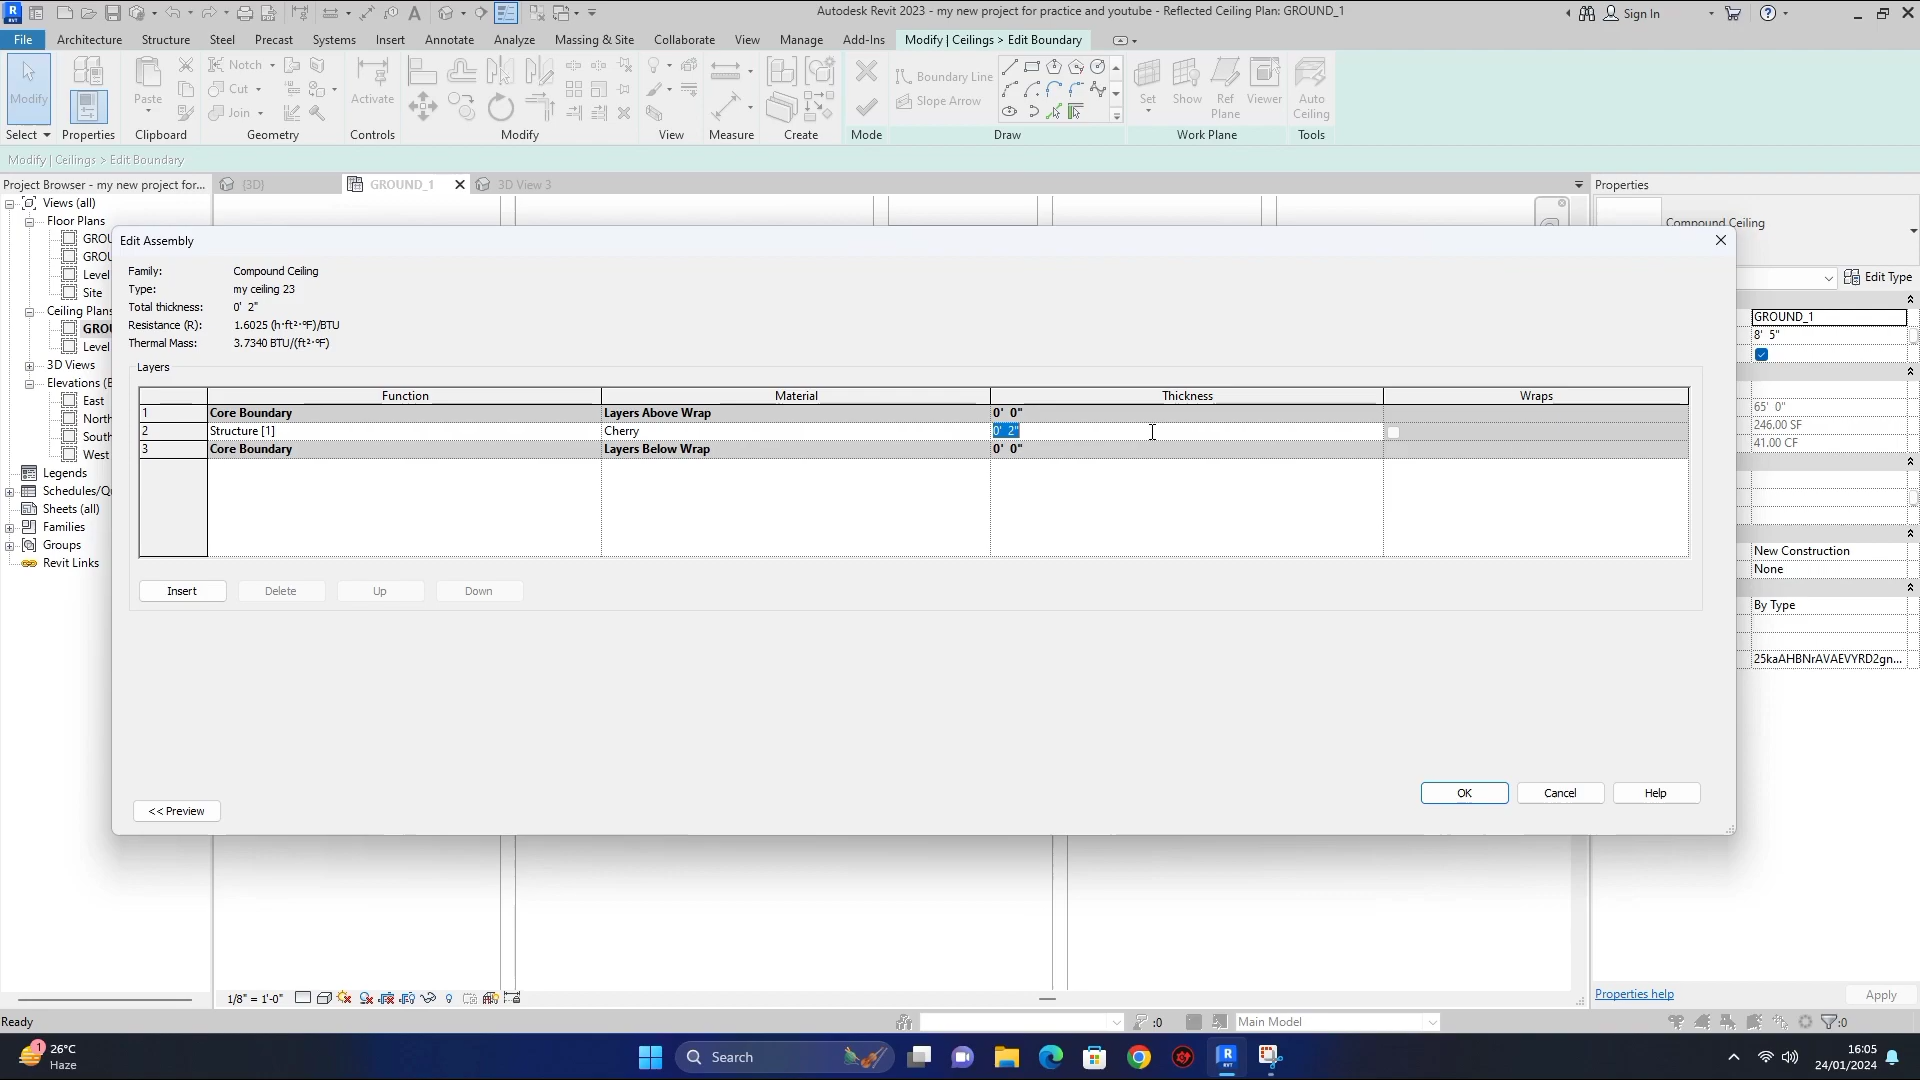 Autodesk Revit 2023 - my new project for practice and youtube - Reflected Ceiling Plan: GROUND_1
Sign In
File Architecture Structure Steel Precast Systems Insert Annotate Analyze Massing & Site Collaborate View Manage Add-Ins Modify | Ceilings > Edit Boundary
Modify
Paste
Notch
Cut
Join
Activate
Boundary Line
Slope Arrow
Set
Show
Ref Plane
Viewer
Auto Ceiling
Select Properties Clipboard Geometry Controls Modify View Measure Create Mode Draw Work Plane Tools
Modify | Ceilings > Edit Boundary
Project Browser - my new project for...
{3D}
GROUND_1
3D View 3
Properties
Views (all)
Floor Plans
GROU
GROU
Level
Site
Ceiling Plans
GROU
Level
3D Views
Elevations (B
East
North
South
West
Legends
Schedules/Qu
Sheets (all)
Families
Groups
Revit Links
Edit Assembly
Family: Compound Ceiling
Type: my ceiling 23
Total thickness: 0' 2"
Resistance (R): 1.6025 (h·ft²·°F)/BTU
Thermal Mass: 3.7340 BTU/(ft²·°F)
Layers
Function Material Thickness Wraps
1 Core Boundary Layers Above Wrap 0' 0"
2 Structure [1] Cherry 0' 2"
3 Core Boundary Layers Below Wrap 0' 0"
Insert Delete Up Down
<< Preview
OK Cancel Help
Compound Ceiling
Edit Type
GROUND_1
8' 5"
65' 0"
246.00 SF
41.00 CF
New Construction
None
By Type
25kaAHBNrAVAEVYRD2gn...
Properties help
Apply
1/8" = 1'-0"
Ready
:0
Main Model
:0
1
26°C
Haze
Search
16:05
24/01/2024